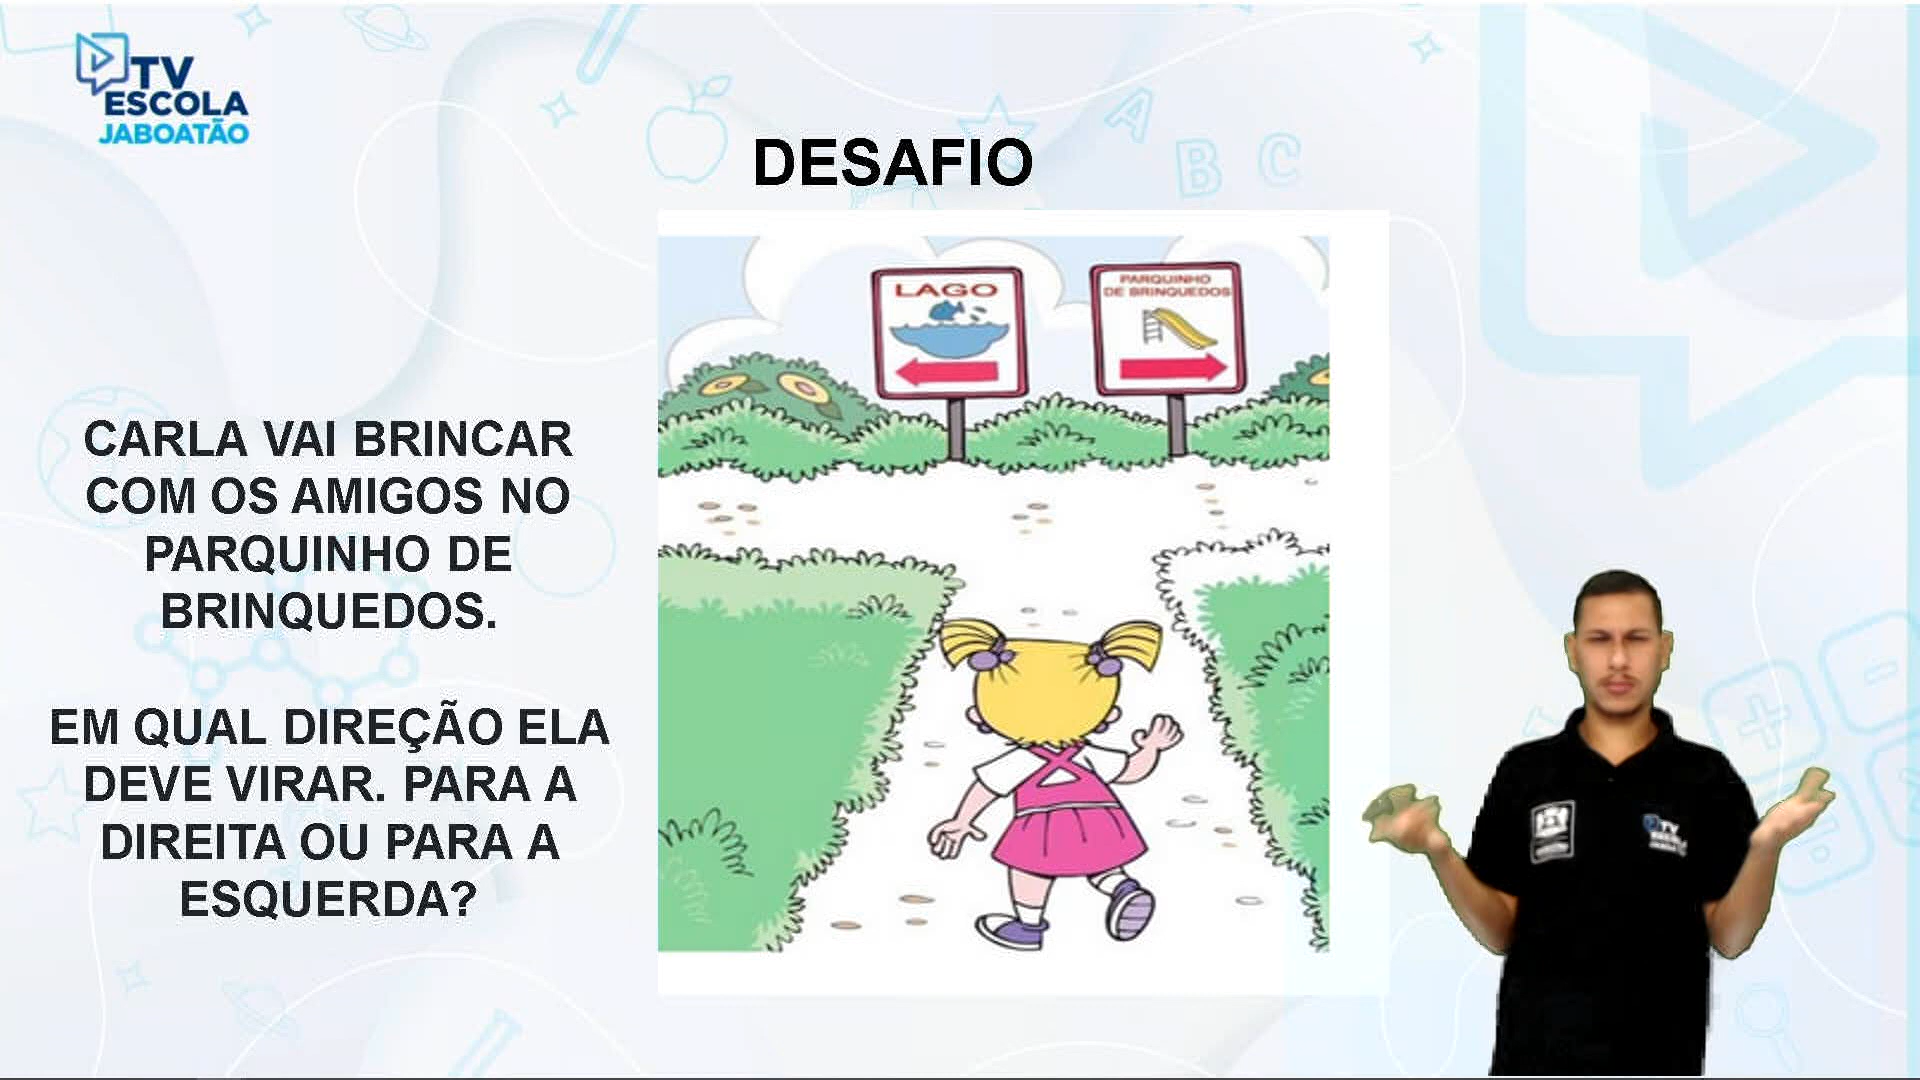 TV
ESCOLA
JABOATÃO
DESAFIO
A
B C
LAGO
PARQUINHO
DE BRINQUEDOS
CARLA VAI BRINCAR
COM OS AMIGOS NO
PARQUINHO DE
BRINQUEDOS.
EM QUAL DIREÇÃO ELA
DEVE VIRAR. PARA A
DIREITA OU PARA A
ESQUERDA?
TV